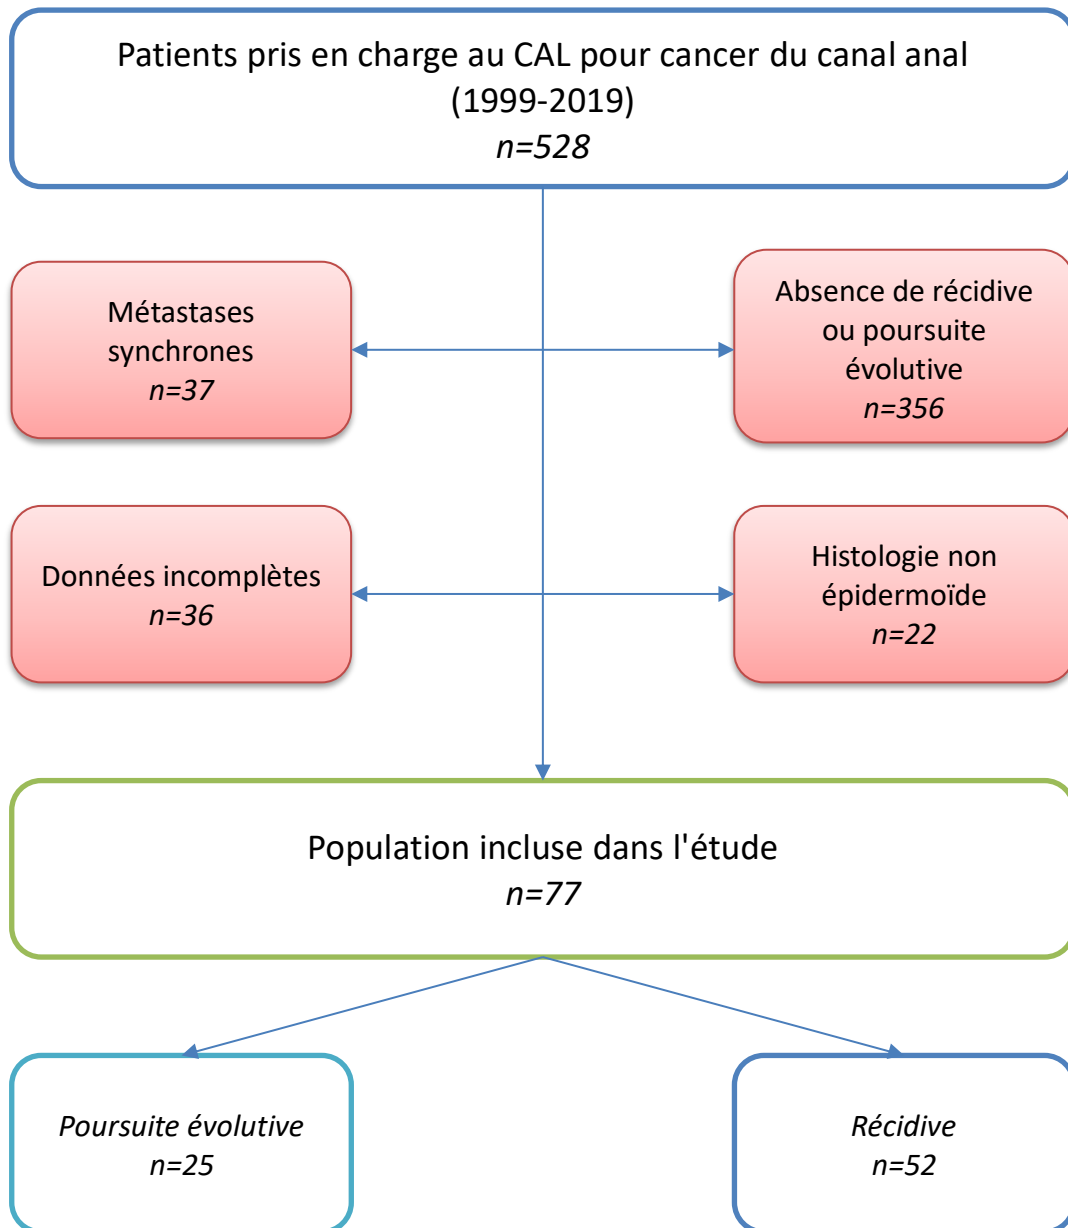 Patients pris en charge au CAL pour cancer du canal anal
(1999-2019)
n=528
Métastases
synchrones
n=37
Absence de récidive
ou poursuite
évolutive
n=356
Données incomplètes
n=36
Histologie non
épidermoïde
n=22
Population incluse dans l'étude
n=77
Poursuite évolutive
n=25
Récidive
n=52